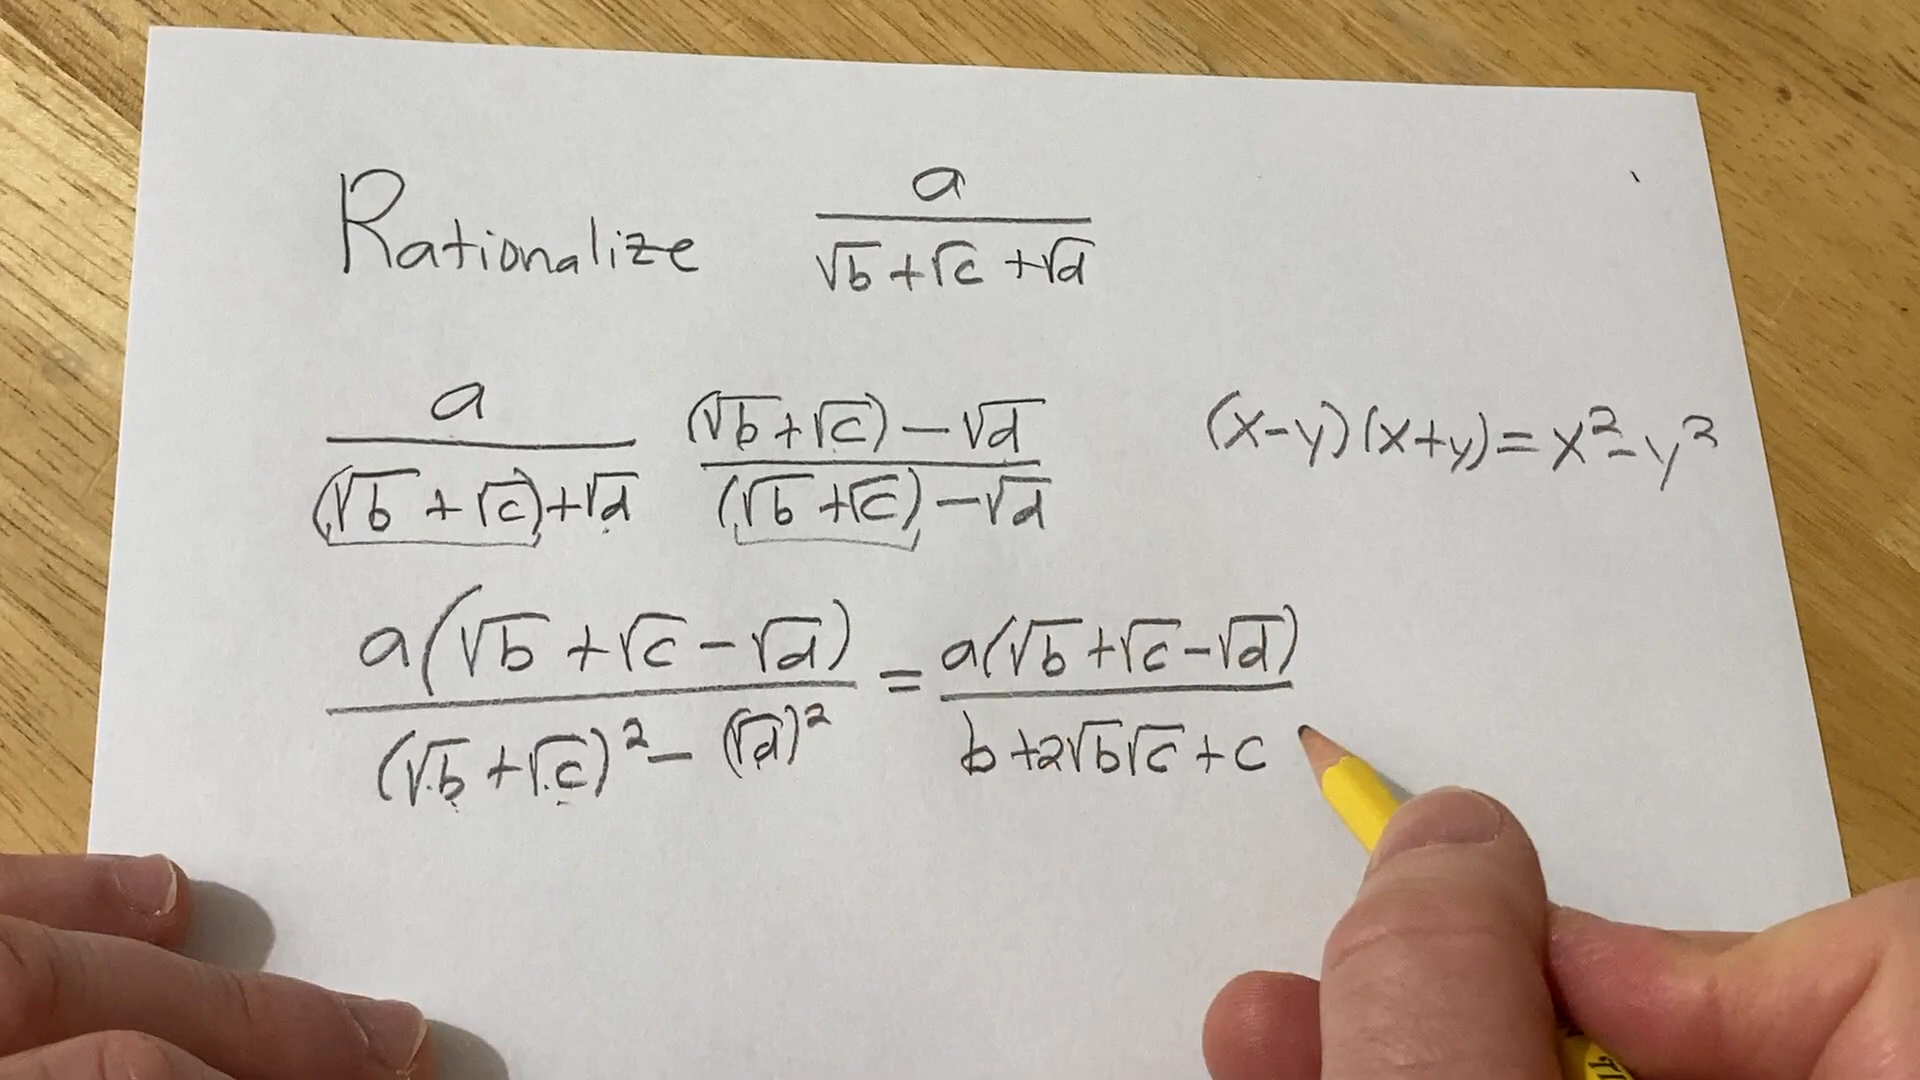 Rationalize a/(√b+√c+√d)
a/((√b+√c)+√d) ((√b+√c)-√d)/((√b+√c)-√d) (x-y)(x+y)=x²-y²
a(√b+√c-√d)/((√b+√c)²-(√d)²) = a(√b+√c-√d)/(b+2√b√c+c